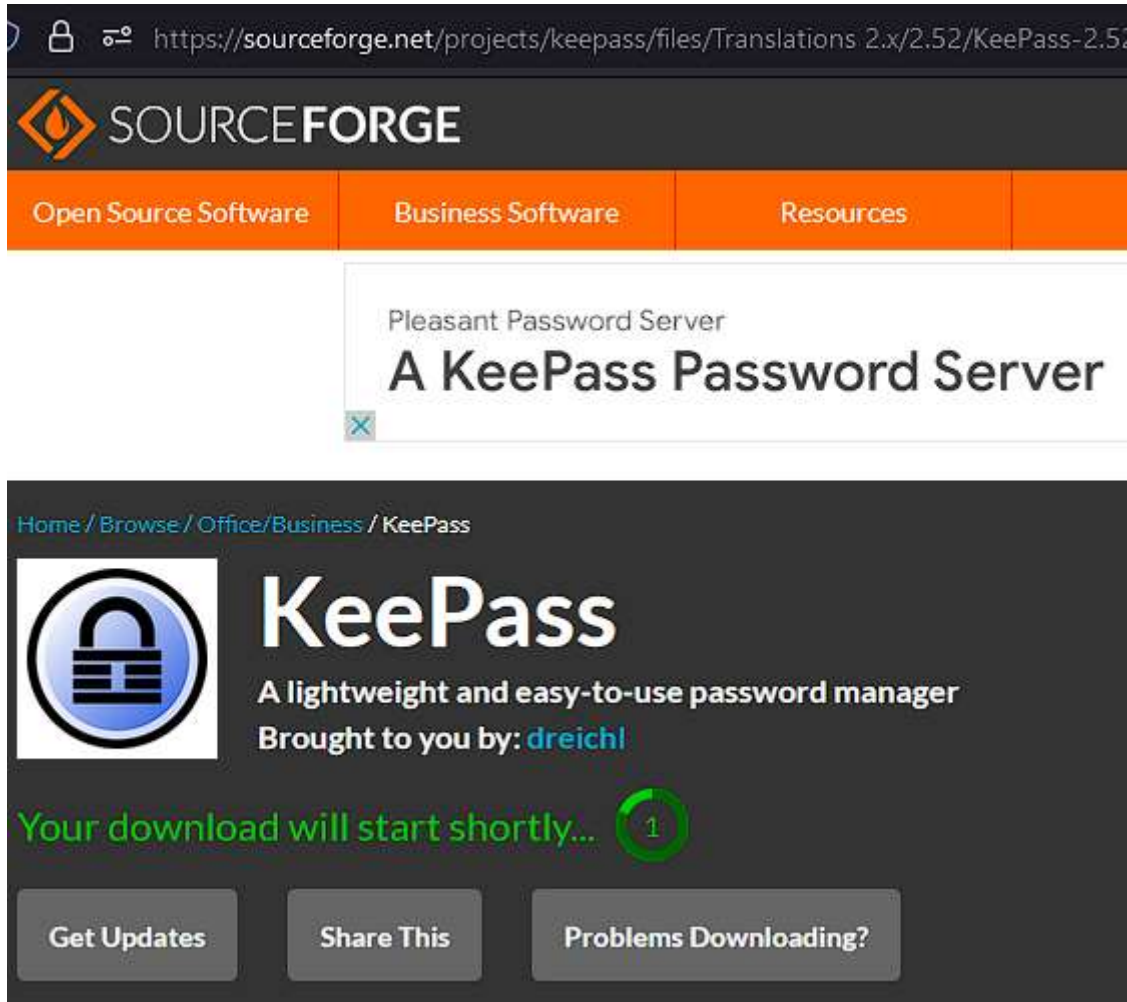 https://sourceforge.net/projects/keepass/files/Translations 2.x/2.52/KeePass-2.52
SOURCEFORGE
Open Source Software Business Software Resources
Pleasant Password Server
A KeePass Password Server
Home / Browse / Office/Business / KeePass
KeePass
A lightweight and easy-to-use password manager
Brought to you by: dreichl
Your download will start shortly... 1
Get Updates Share This Problems Downloading?